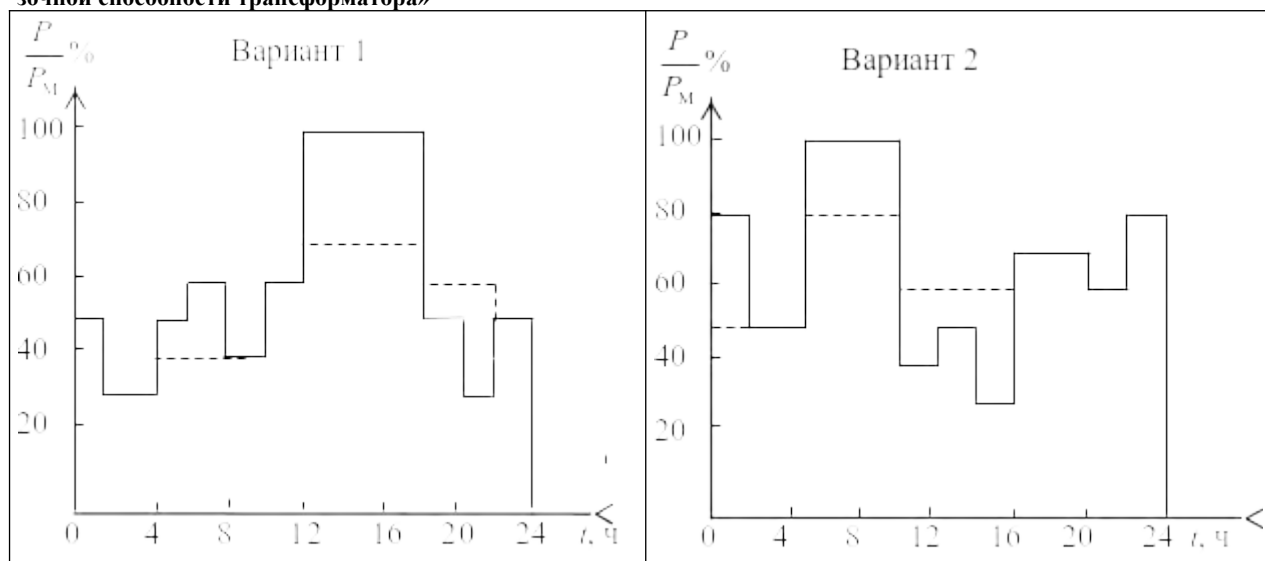 зочной способности трансформатора»
P/Pм %
Вариант 1
100
80
60
40
20
0 4 8 12 16 20 24 t, ч
P/Pм %
Вариант 2
100
80
60
40
20
0 4 8 12 16 20 24 t, ч